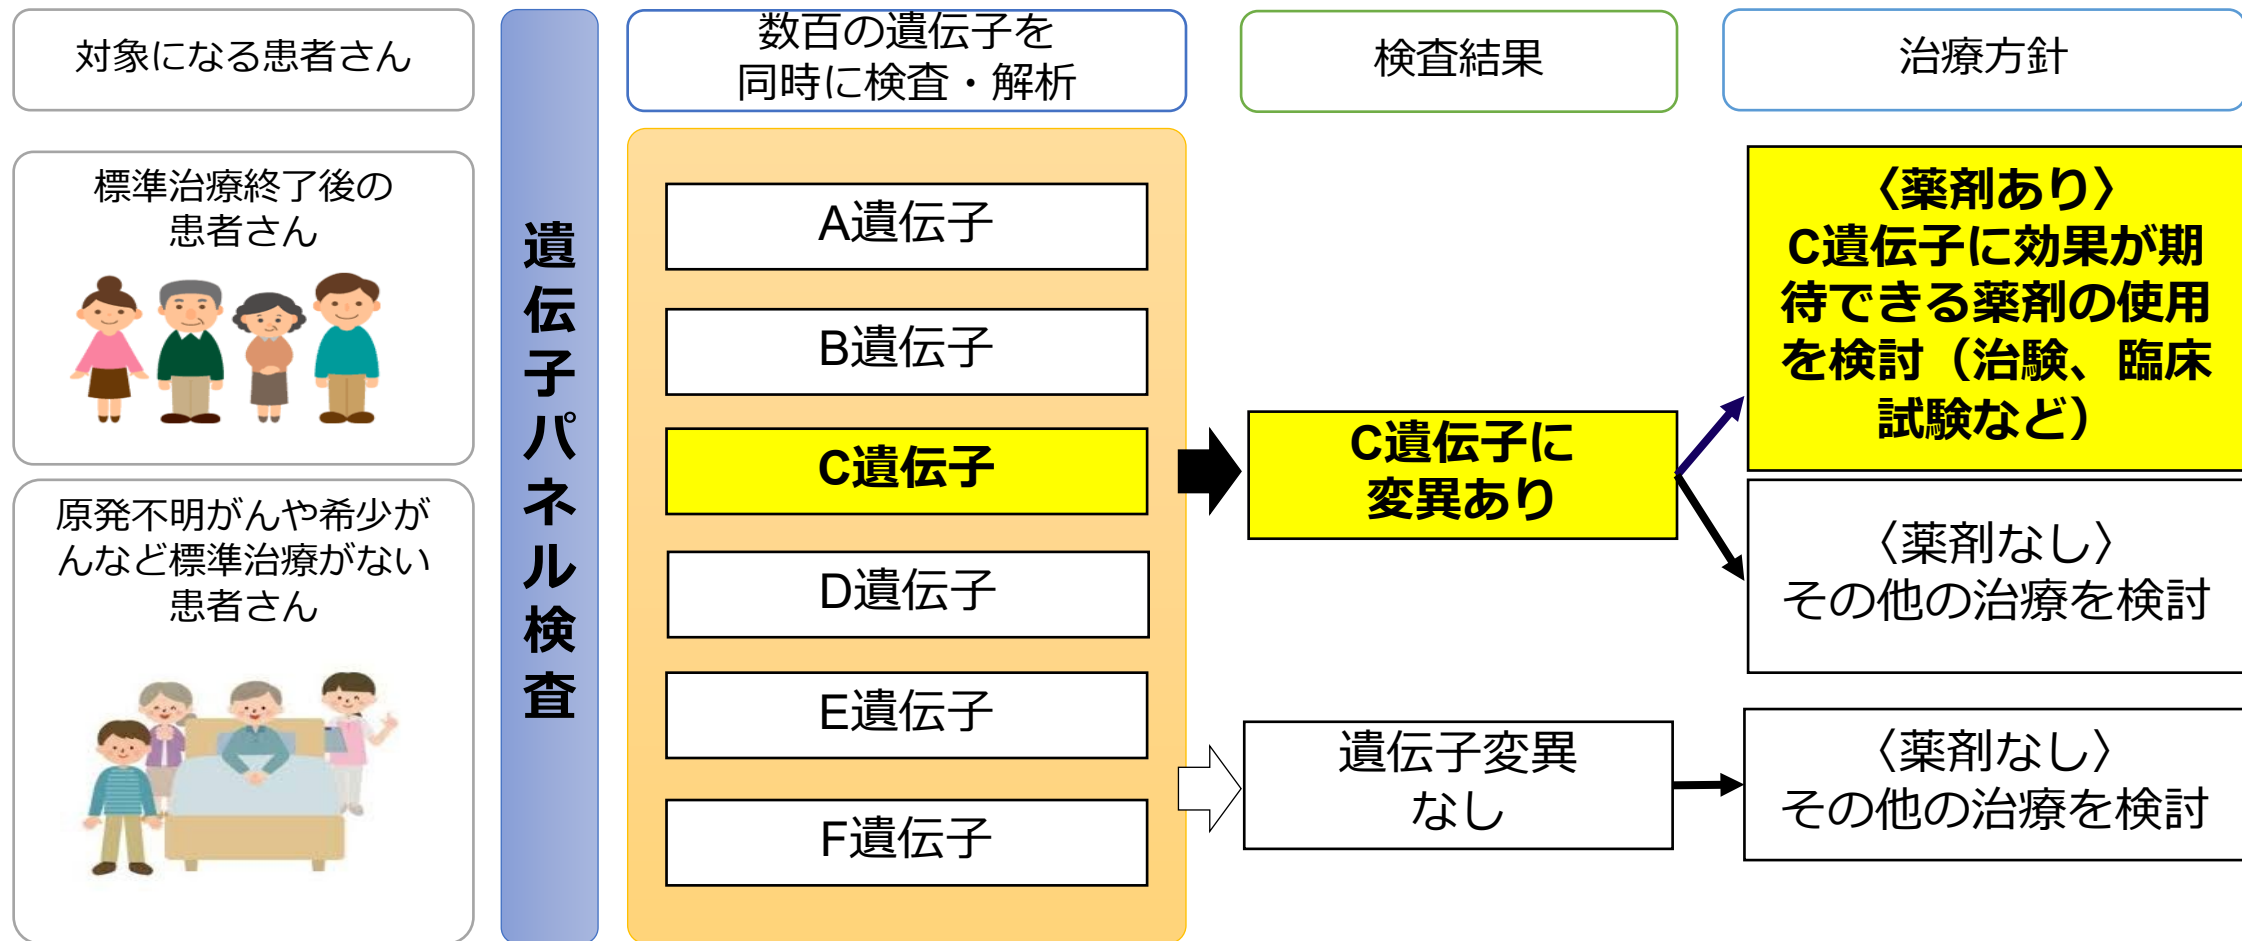 対象になる患者さん
標準治療終了後の
患者さん
原発不明がんや希少が
んなど標準治療がない
患者さん
遺伝子パネル検査
数百の遺伝子を
同時に検査・解析
A遺伝子
B遺伝子
C遺伝子
D遺伝子
E遺伝子
F遺伝子
検査結果
C遺伝子に
変異あり
遺伝子変異
なし
治療方針
〈薬剤あり〉
C遺伝子に効果が期
待できる薬剤の使用
を検討（治験、臨床
試験など）
〈薬剤なし〉
その他の治療を検討
〈薬剤なし〉
その他の治療を検討